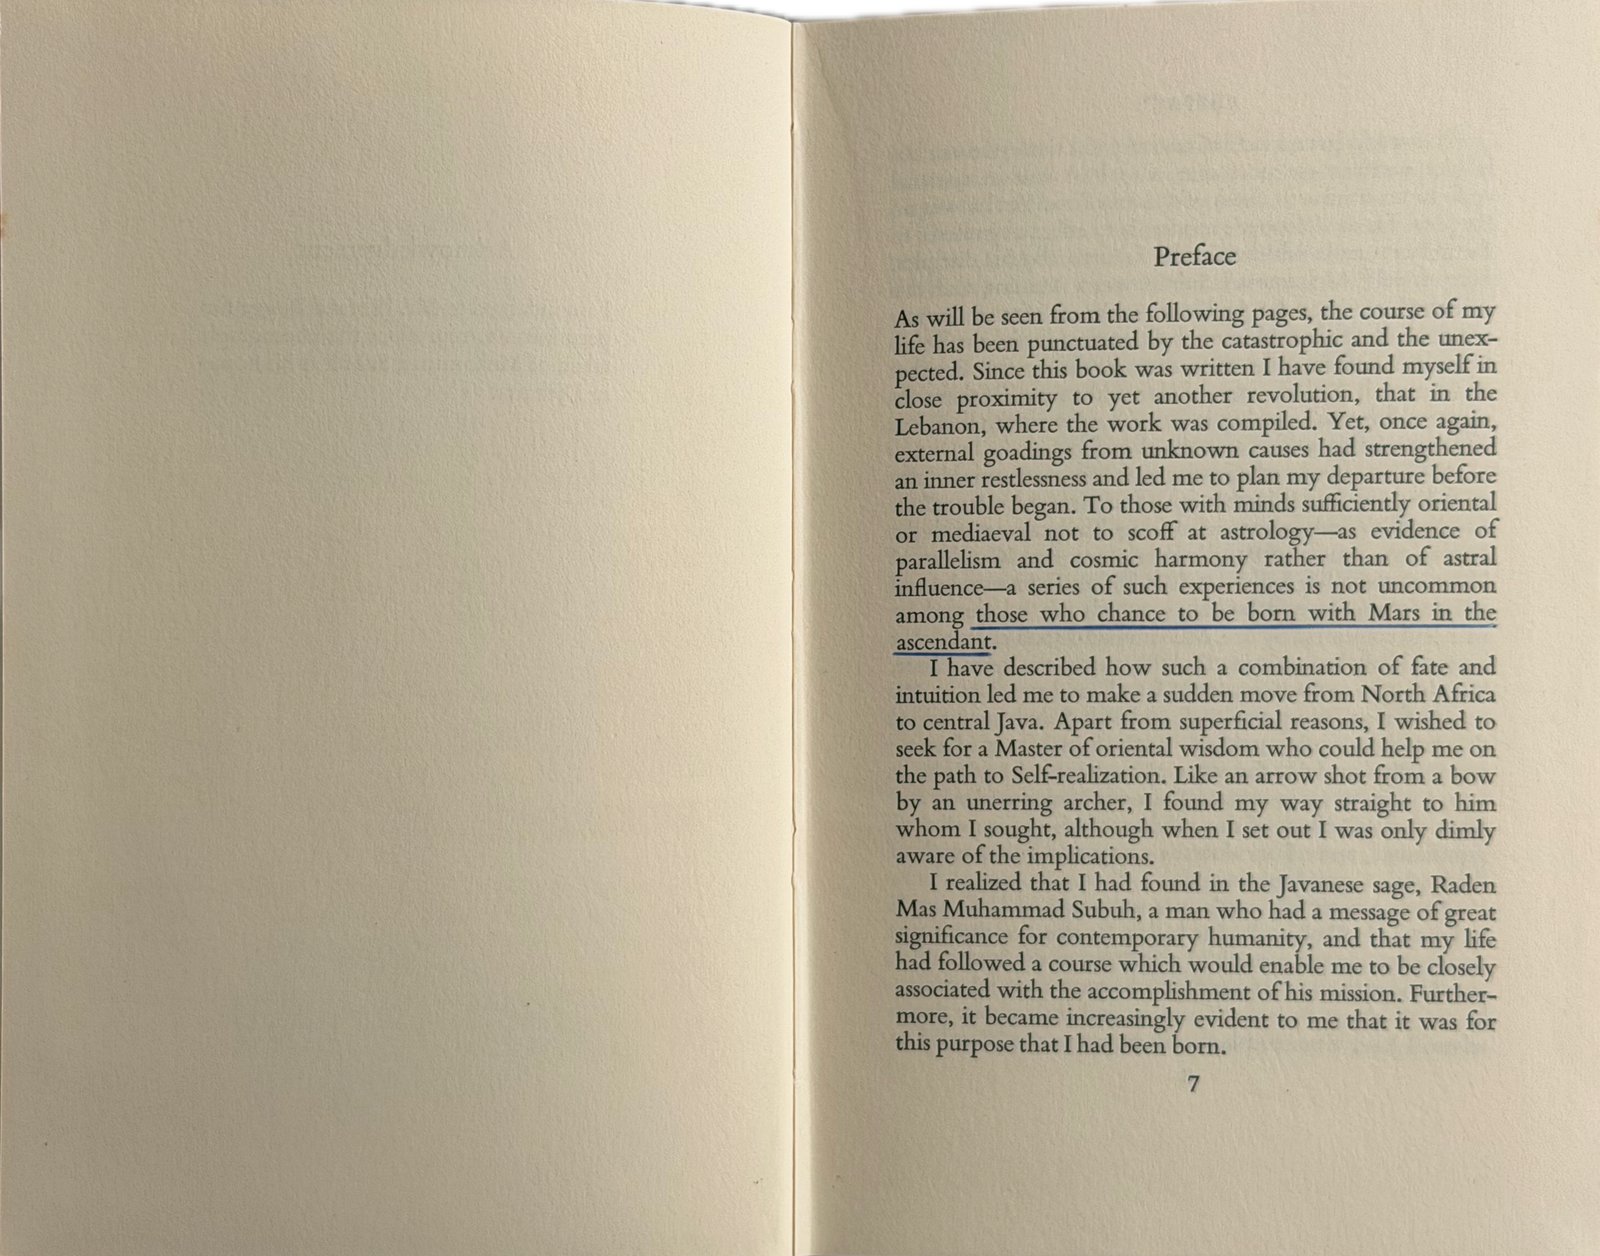 Preface
As will be seen from the following pages, the course of my
life has been punctuated by the catastrophic and the unex-
pected. Since this book was written I have found myself in
close proximity to yet another revolution, that in the
Lebanon, where the work was compiled. Yet, once again,
external goadings from unknown causes had strengthened
an inner restlessness and led me to plan my departure before
the trouble began. To those with minds sufficiently oriental
or mediaeval not to scoff at astrology—as evidence of
parallelism and cosmic harmony rather than of astral
influence—a series of such experiences is not uncommon
among those who chance to be born with Mars in the
ascendant.
I have described how such a combination of fate and
intuition led me to make a sudden move from North Africa
to central Java. Apart from superficial reasons, I wished to
seek for a Master of oriental wisdom who could help me on
the path to Self-realization. Like an arrow shot from a bow
by an unerring archer, I found my way straight to him
whom I sought, although when I set out I was only dimly
aware of the implications.
I realized that I had found in the Javanese sage, Raden
Mas Muhammad Subuh, a man who had a message of great
significance for contemporary humanity, and that my life
had followed a course which would enable me to be closely
associated with the accomplishment of his mission. Further-
more, it became increasingly evident to me that it was for
this purpose that I had been born.
7